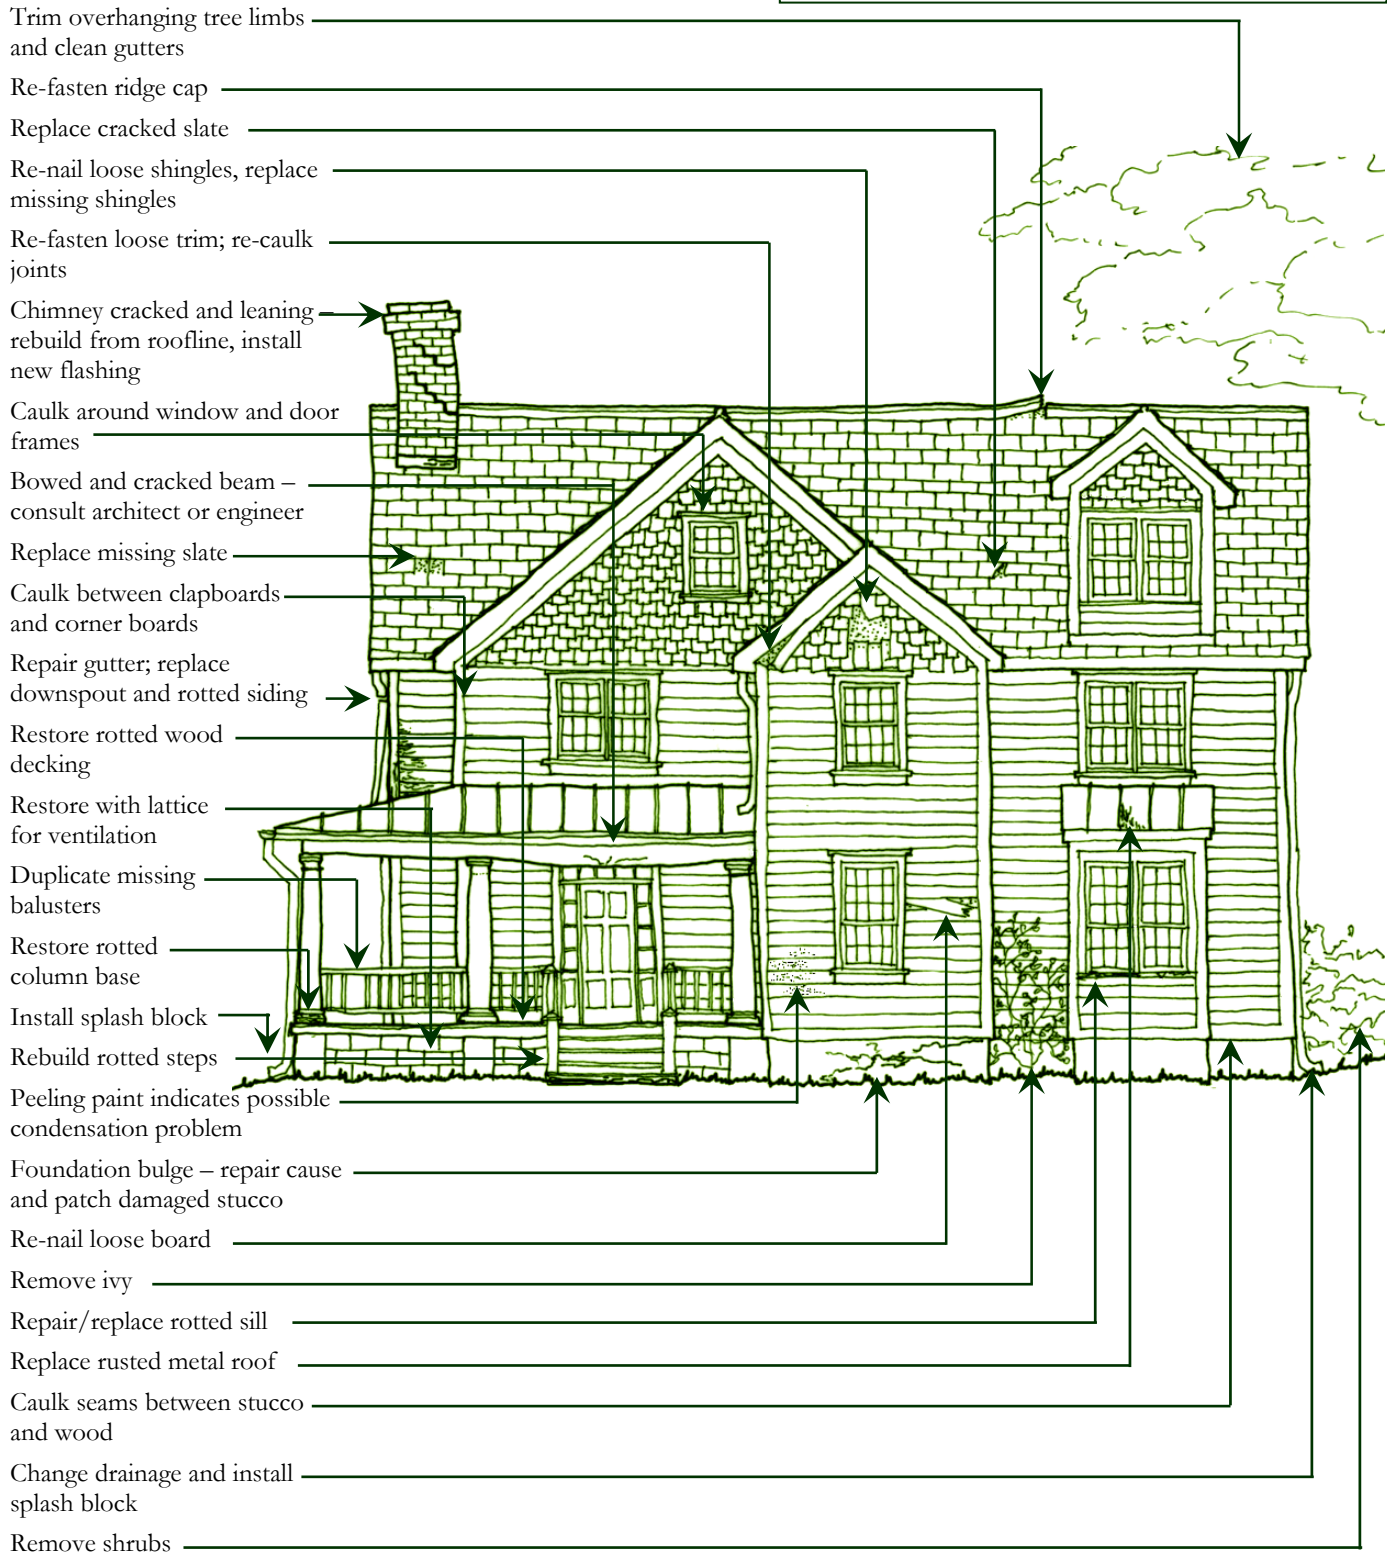 Trim overhanging tree limbs
and clean gutters
Re-fasten ridge cap
Replace cracked slate
Re-nail loose shingles, replace
missing shingles
Re-fasten loose trim; re-caulk
joints
Chimney cracked and leaning –
rebuild from roofline, install
new flashing
Caulk around window and door
frames
Bowed and cracked beam –
consult architect or engineer
Replace missing slate
Caulk between clapboards
and corner boards
Repair gutter; replace
downspout and rotted siding
Restore rotted wood
decking
Restore with lattice
for ventilation
Duplicate missing
balusters
Restore rotted
column base
Install splash block
Rebuild rotted steps
Peeling paint indicates possible
condensation problem
Foundation bulge – repair cause
and patch damaged stucco
Re-nail loose board
Remove ivy
Repair/replace rotted sill
Replace rusted metal roof
Caulk seams between stucco
and wood
Change drainage and install
splash block
Remove shrubs